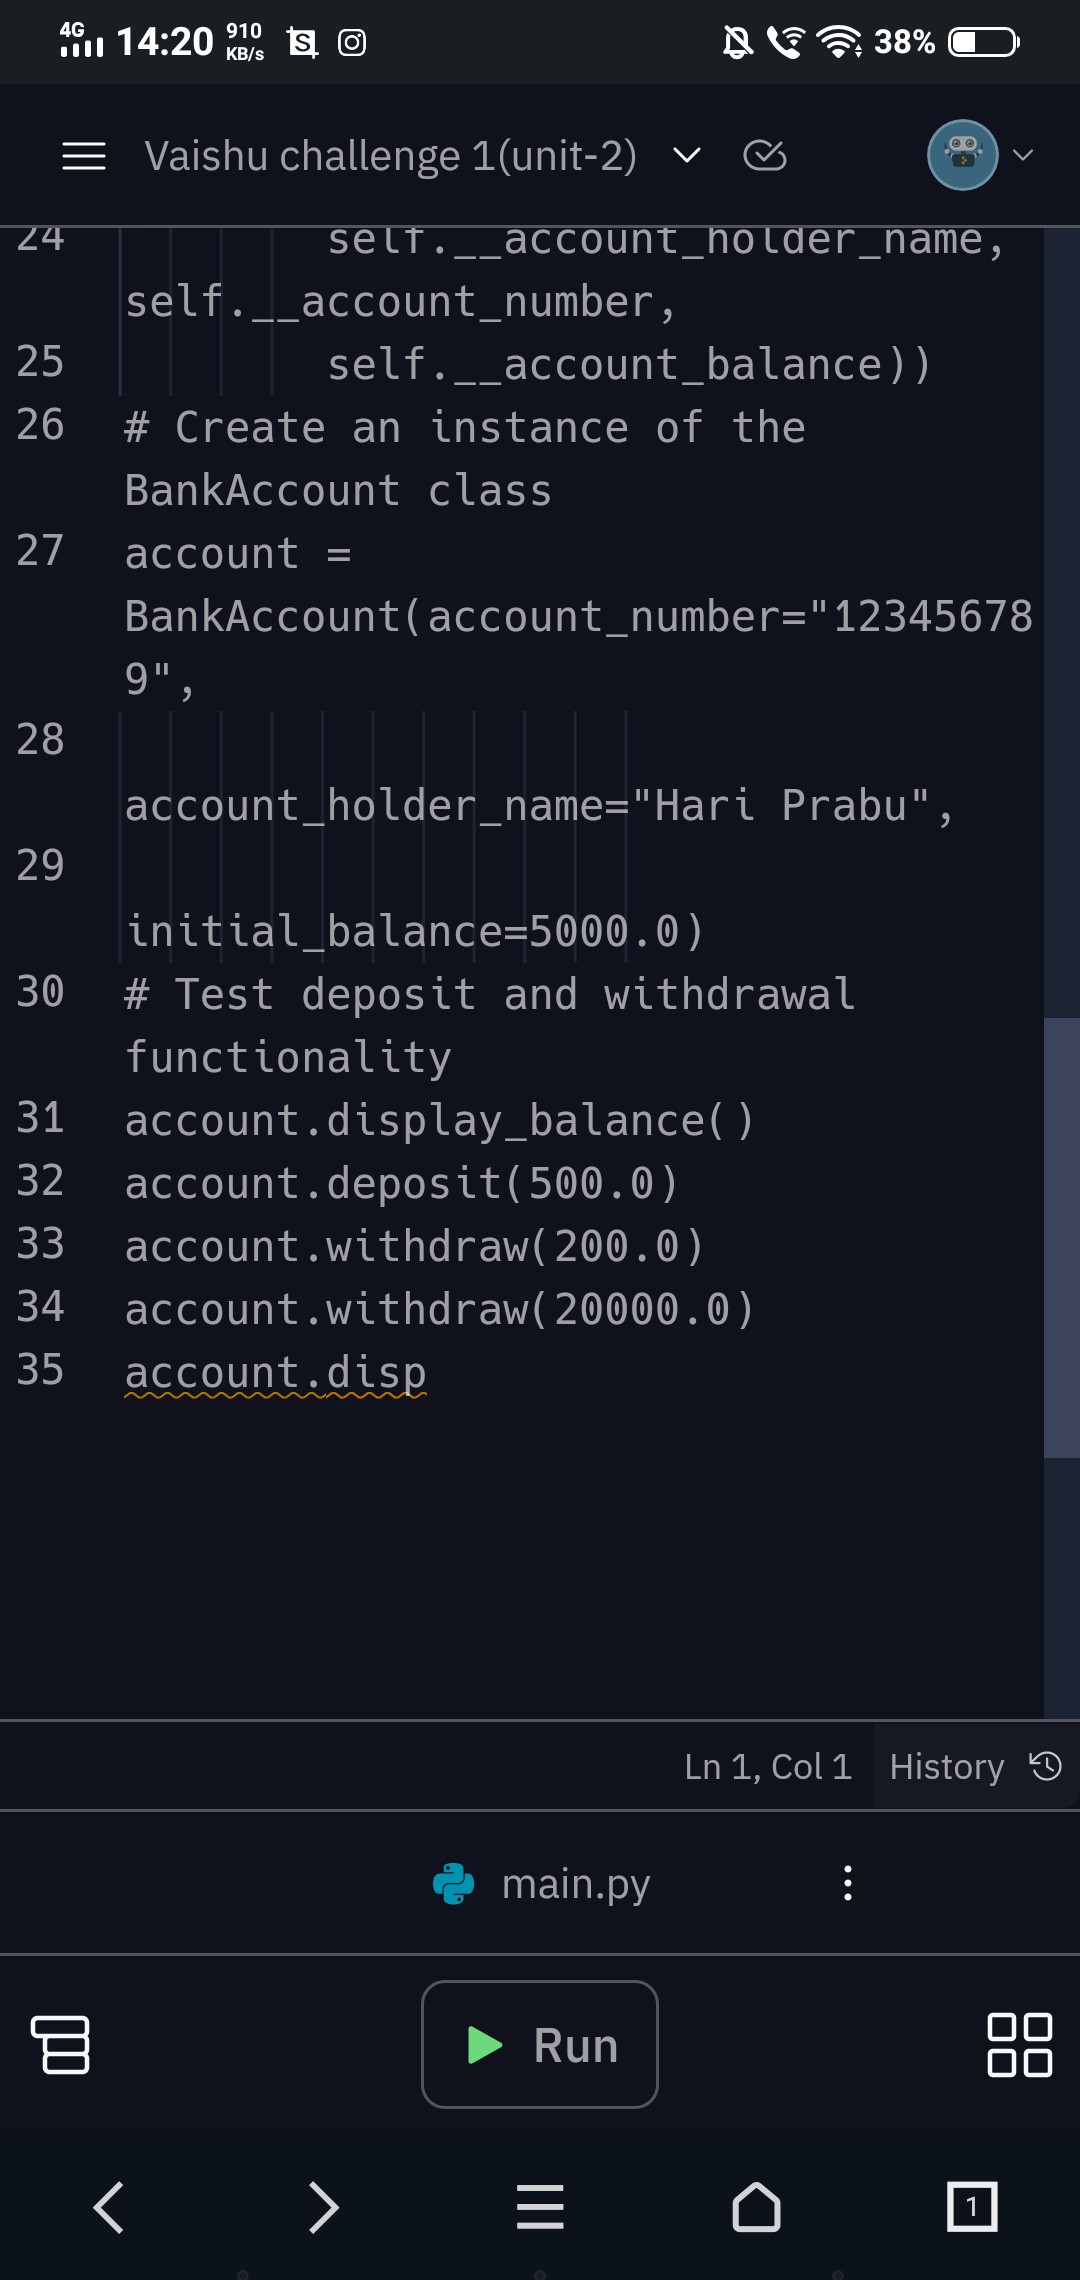 4G 14:20 910 KB/s S 38%
Vaishu challenge 1(unit-2)
24 self.__account_holder_name,
self.__account_number,
25 self.__account_balance))
26 # Create an instance of the
BankAccount class
27 account =
BankAccount(account_number="12345678
9",
28
account_holder_name="Hari Prabu",
29
initial_balance=5000.0)
30 # Test deposit and withdrawal
functionality
31 account.display_balance()
32 account.deposit(500.0)
33 account.withdraw(200.0)
34 account.withdraw(20000.0)
35 account.disp
Ln 1, Col 1 History
main.py
Run
1